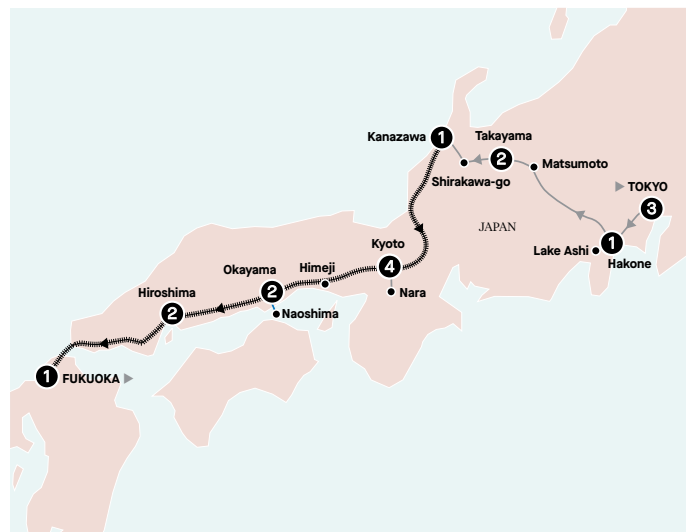 Kanazawa
1
Takayama
2
Matsumoto
Shirakawa-go
TOKYO
3
JAPAN
1
Lake Ashi
Hakone
Kyoto
4
Nara
Himeji
Okayama
2
Naoshima
Hiroshima
2
1
FUKUOKA